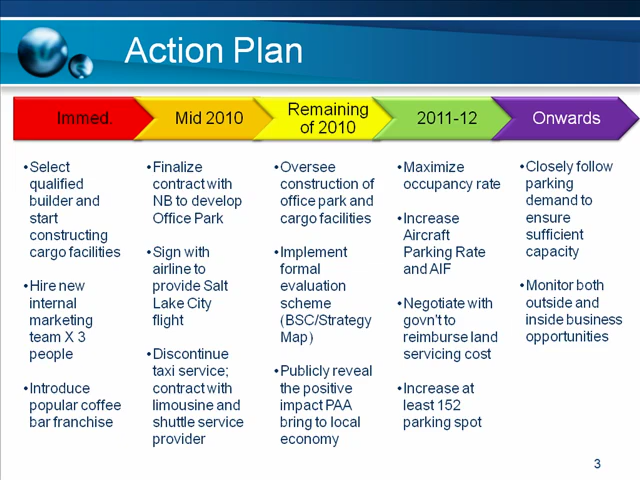 Action Plan
Immed.
Mid 2010
Remaining
of 2010
2011-12
Onwards
•Select
qualified
builder and
start
constructing
cargo facilities
•Hire new
internal
marketing
team X 3
people
•Introduce
popular coffee
bar franchise
•Finalize
contract with
NB to develop
Office Park
•Sign with
airline to
provide Salt
Lake City
flight
•Discontinue
taxi service;
contract with
limousine and
shuttle service
provider
•Oversee
construction of
office park and
cargo facilities
•Implement
formal
evaluation
scheme
(BSC/Strategy
Map)
•Publicly reveal
the positive
impact PAA
bring to local
economy
•Maximize
occupancy rate
•Increase
Aircraft
Parking Rate
and AIF
•Negotiate with
govn't to
reimburse land
servicing cost
•Increase at
least 152
parking spot
•Closely follow
parking
demand to
ensure
sufficient
capacity
•Monitor both
outside and
inside business
opportunities
3